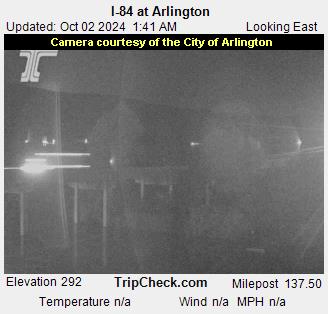 I-84 at Arlington
Updated: Oct 02 2024 1:41 AM Looking East
Camera courtesy of the City of Arlington
Elevation 292 TripCheck.com Milepost 137.50
Temperature n/a Wind n/a MPH n/a